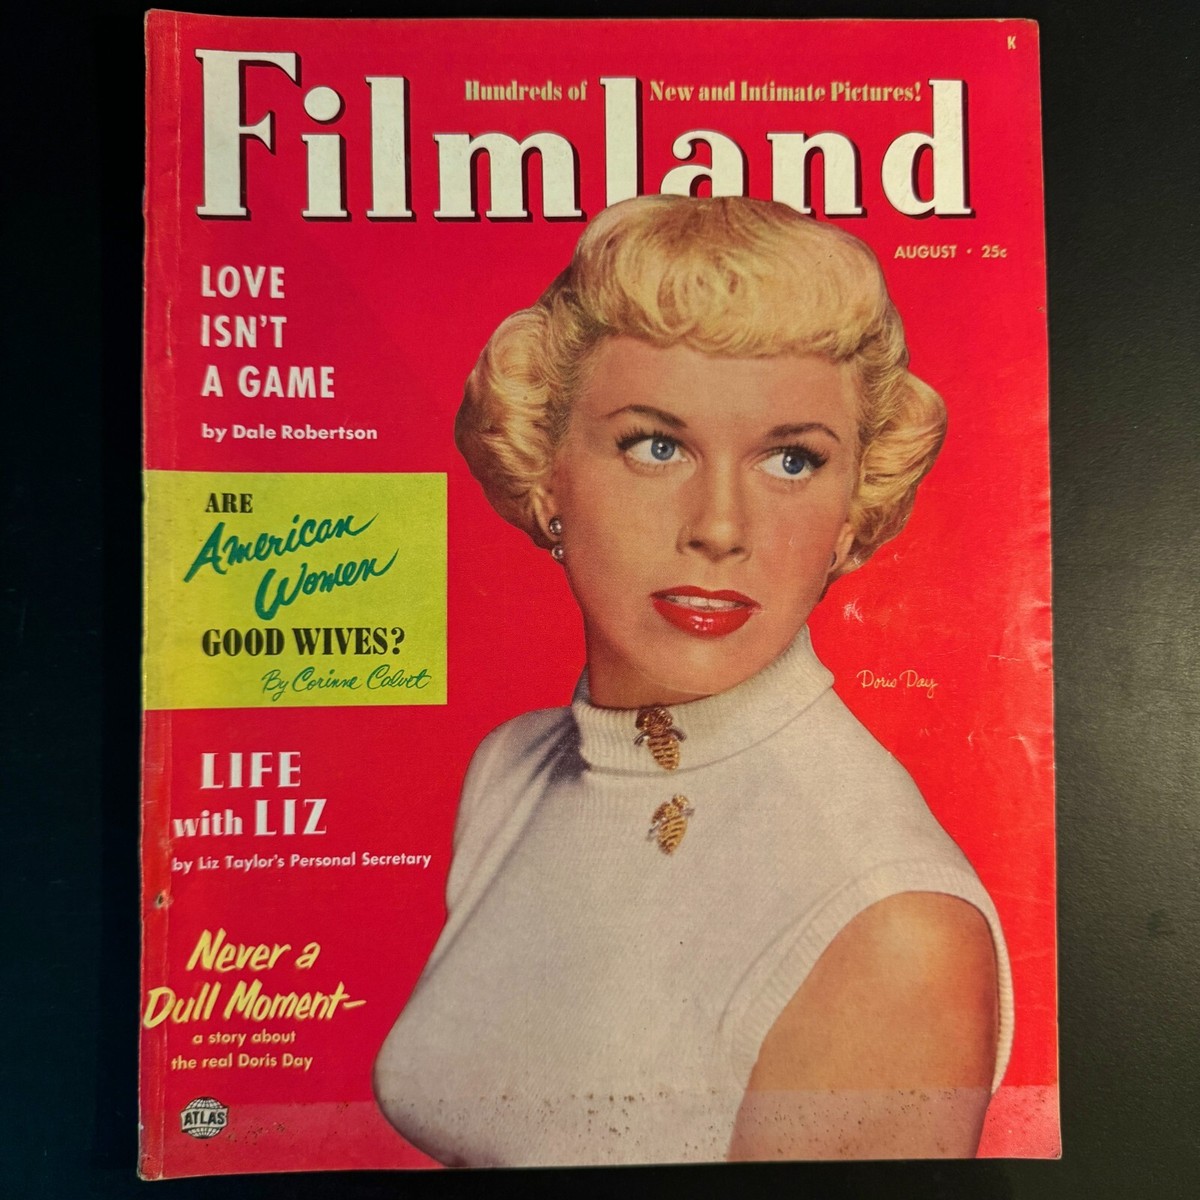 K
Hundreds of New and Intimate Pictures!
Filmland
AUGUST • 25c
LOVE
ISN'T
A GAME
by Dale Robertson
ARE
American
Women
GOOD WIVES?
By Corinne Calvet
Doris Day
LIFE
with LIZ
by Liz Taylor's Personal Secretary
Never a
Dull Moment—
a story about
the real Doris Day
ATLAS